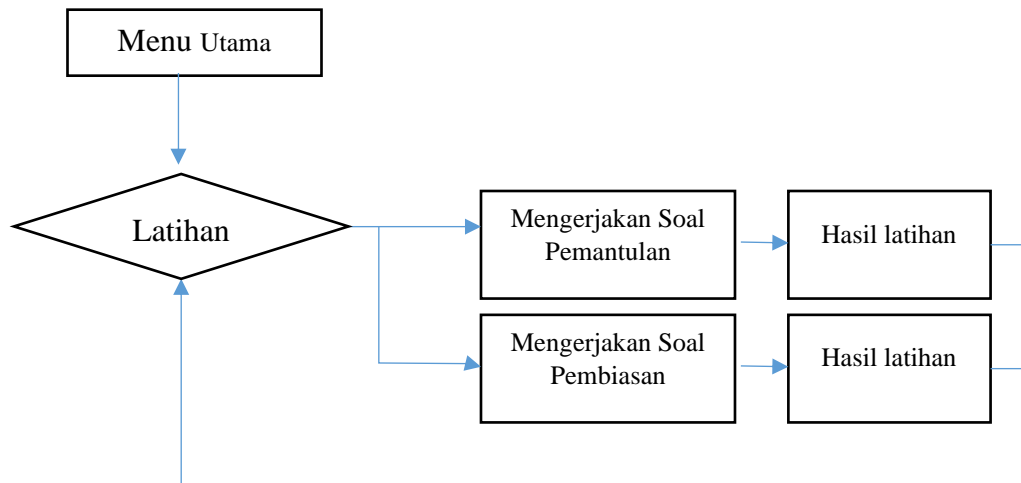 Menu Utama
Latihan
Mengerjakan Soal
Pemantulan
Hasil latihan
Mengerjakan Soal
Pembiasan
Hasil latihan